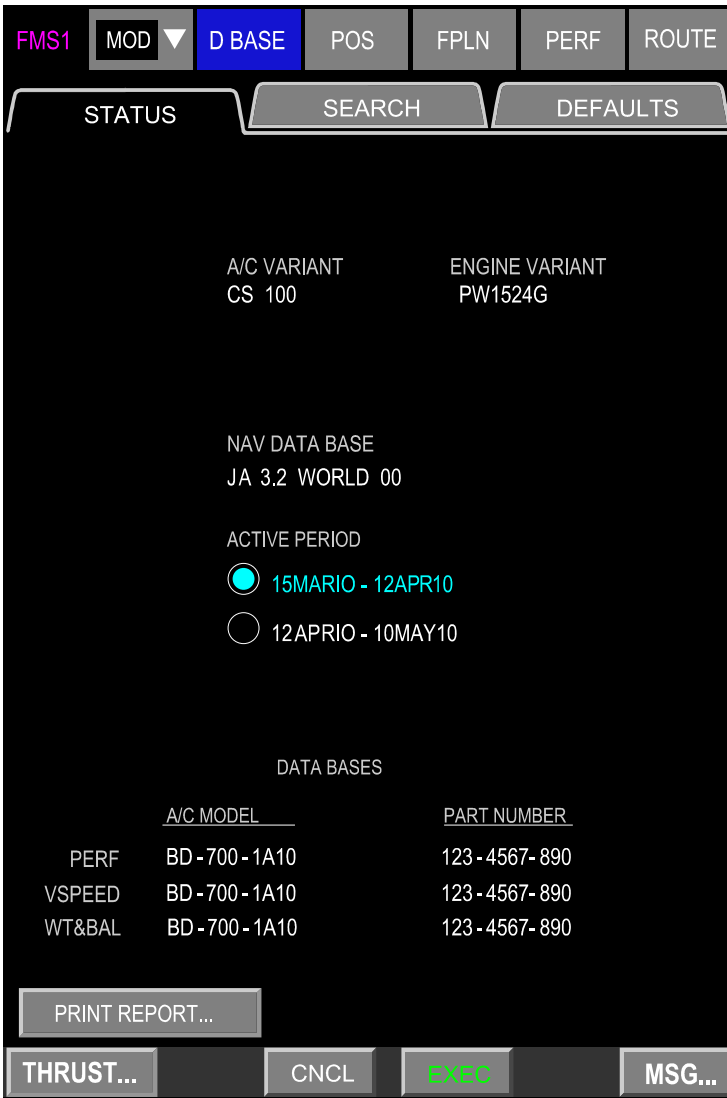 FMS1 MOD D BASE POS FPLN PERF ROUTE
STATUS SEARCH DEFAULTS
A/C VARIANT ENGINE VARIANT
CS 100 PW1524G
NAV DATA BASE
JA 3.2 WORLD 00
ACTIVE PERIOD
15MARIO - 12APR10
12APRIO - 10MAY10
DATA BASES
A/C MODEL PART NUMBER
PERF BD-700-1A10 123-4567-890
VSPEED BD-700-1A10 123-4567-890
WT&BAL BD-700-1A10 123-4567-890
PRINT REPORT...
THRUST... CNCL EXEC MSG...